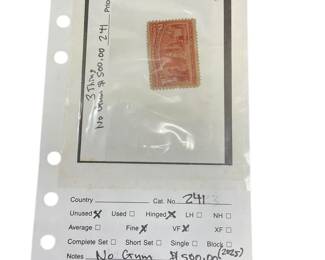 3 Thing
No Gum $500.00 241 Price
Country Cat. No. 241
Unused X Used Hinged X LH NH
Average Fine X VF X XF
Complete Set Short Set Single Block
Notes No Gum $500.00 (2025)